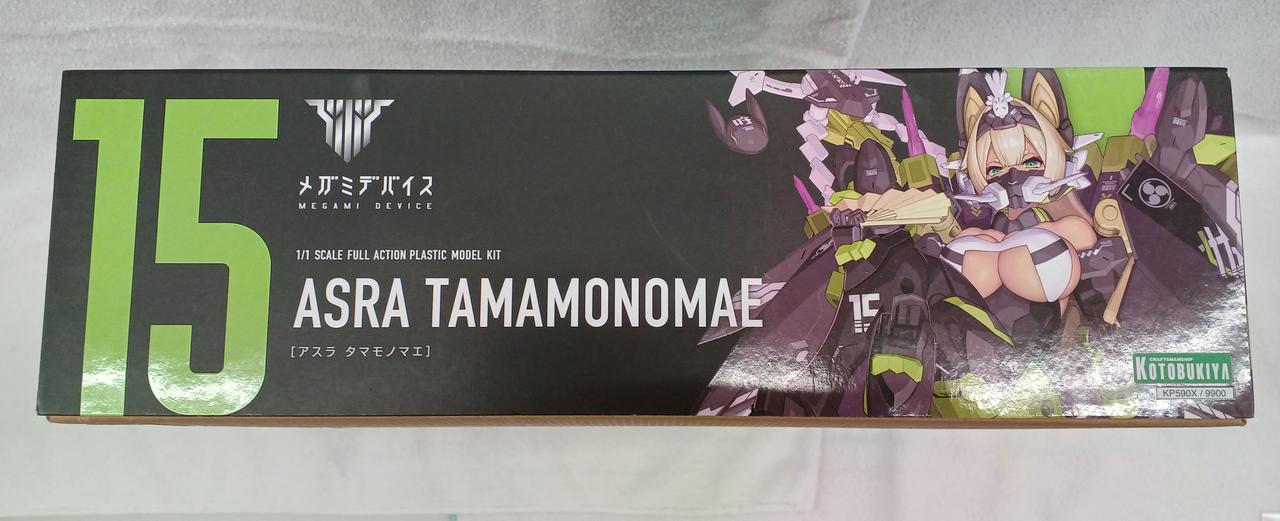 15
メガミデバイス
MEGAMI DEVICE
1/1 SCALE FULL ACTION PLASTIC MODEL KIT
ASRA TAMAMONOMAE
[アスラ タマモノマエ]
15
CRAFTSMANSHIP
KOTOBUKIYA
KP590X / 9900